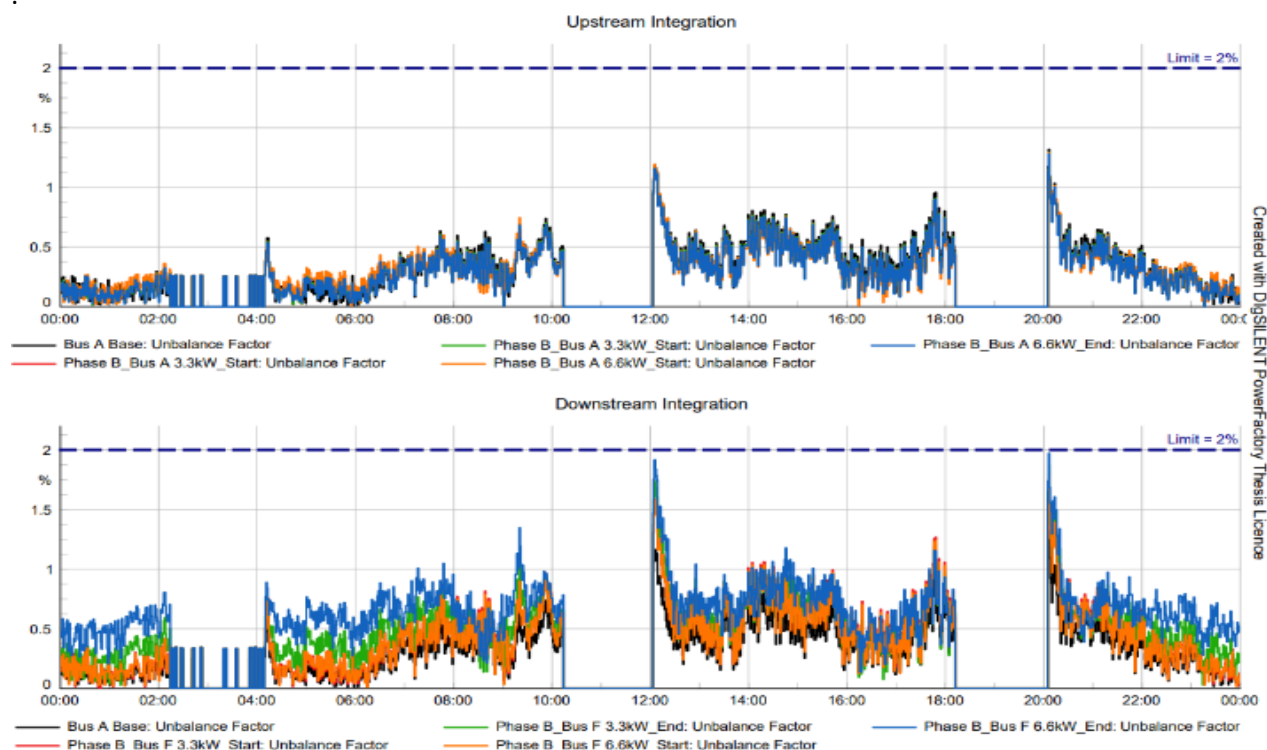 .
Upstream Integration
Limit = 2%
2
%
1.5
1
0.5
0
00:00 02:00 04:00 06:00 08:00 10:00 12:00 14:00 16:00 18:00 20:00 22:00 00:0
Bus A Base: Unbalance Factor Phase B_Bus A 3.3kW_Start: Unbalance Factor Phase B_Bus A 6.6kW_End: Unbalance Factor
Phase B_Bus A 3.3kW_Start: Unbalance Factor Phase B_Bus A 6.6kW_Start: Unbalance Factor
Downstream Integration
Limit = 2%
2
%
1.5
1
0.5
0
00:00 02:00 04:00 06:00 08:00 10:00 12:00 14:00 16:00 18:00 20:00 22:00 00:00
Bus A Base: Unbalance Factor Phase B_Bus F 3.3kW_End: Unbalance Factor Phase B_Bus F 6.6kW_End: Unbalance Factor
Phase B_Bus F 3.3kW_Start: Unbalance Factor Phase B_Bus F 6.6kW_Start: Unbalance Factor
Created with DIgSILENT PowerFactory Thesis Licence